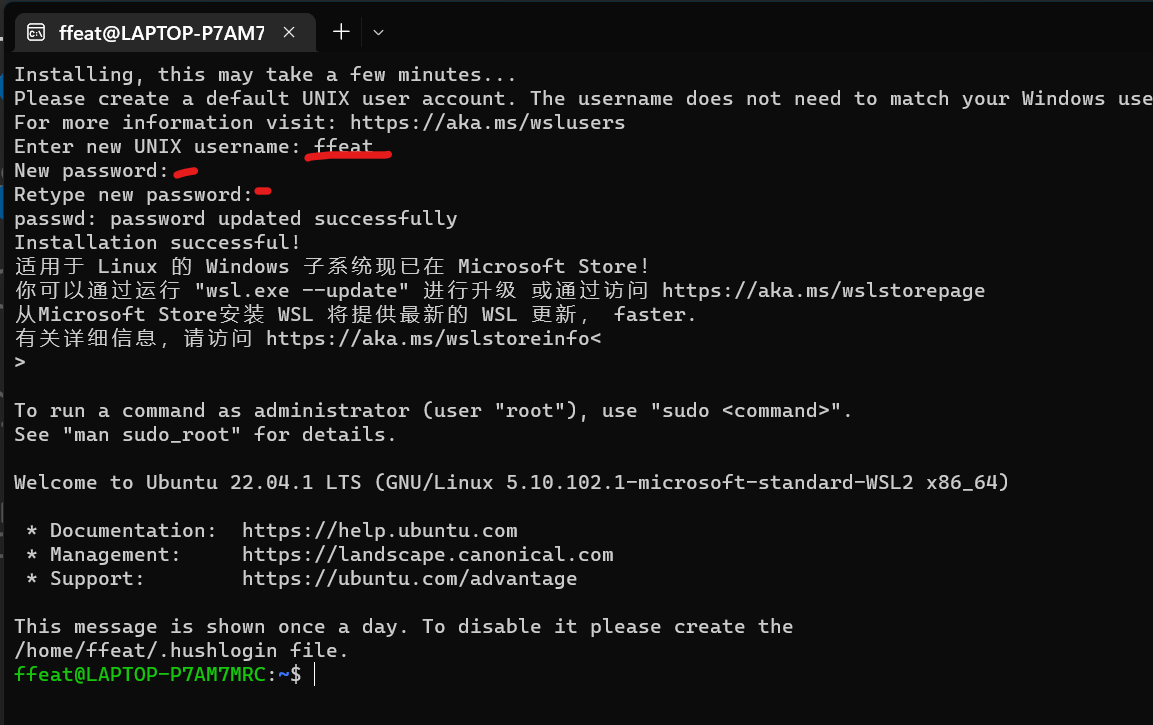 ffeat@LAPTOP-P7AM7
Installing, this may take a few minutes...
Please create a default UNIX user account. The username does not need to match your Windows use
For more information visit: https://aka.ms/wslusers
Enter new UNIX username: ffeat
New password:
Retype new password:
passwd: password updated successfully
Installation successful!
适用于 Linux 的 Windows 子系统现已在 Microsoft Store!
你可以通过运行 "wsl.exe --update" 进行升级 或通过访问 https://aka.ms/wslstorepage
从Microsoft Store安装 WSL 将提供最新的 WSL 更新， faster.
有关详细信息，请访问 https://aka.ms/wslstoreinfo<
>
To run a command as administrator (user "root"), use "sudo <command>".
See "man sudo_root" for details.
Welcome to Ubuntu 22.04.1 LTS (GNU/Linux 5.10.102.1-microsoft-standard-WSL2 x86_64)
* Documentation: https://help.ubuntu.com
* Management: https://landscape.canonical.com
* Support: https://ubuntu.com/advantage
This message is shown once a day. To disable it please create the
/home/ffeat/.hushlogin file.
ffeat@LAPTOP-P7AM7MRC:~$